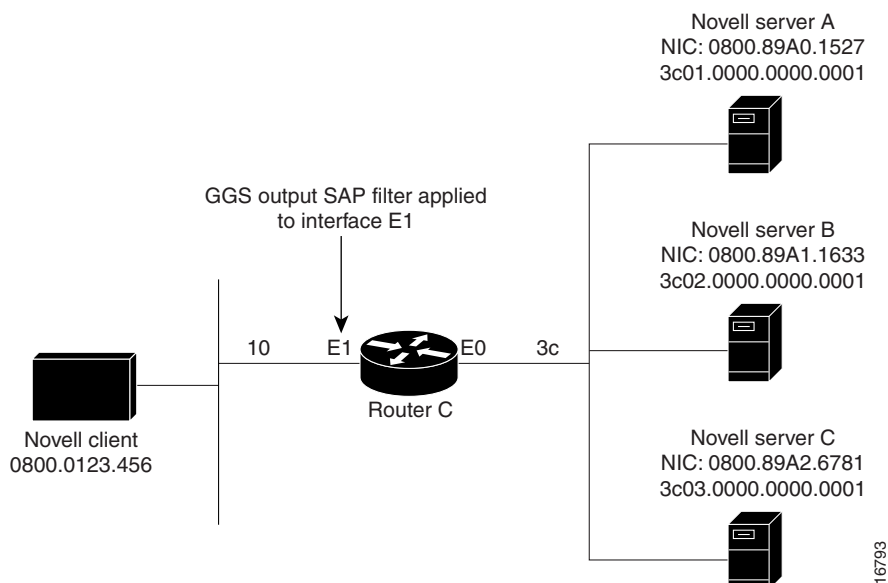 Novell server A
NIC: 0800.89A0.1527
3c01.0000.0000.0001
GGS output SAP filter applied
to interface E1
Novell server B
NIC: 0800.89A1.1633
3c02.0000.0000.0001
10
E1
E0
3c
Router C
Novell client
0800.0123.456
Novell server C
NIC: 0800.89A2.6781
3c03.0000.0000.0001
16793